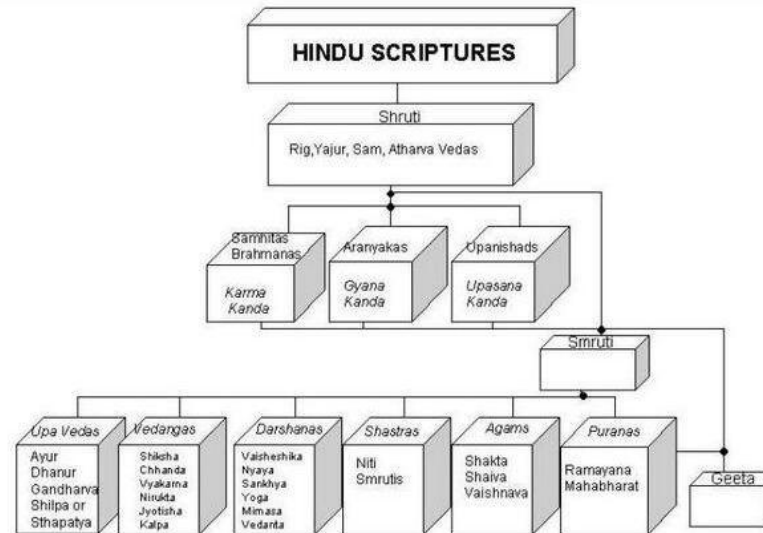 HINDU SCRIPTURES
Shruti
Rig,Yajur, Sam, Atharva Vedas
Samhitas
Brahmanas
Karma
Kanda
Aranyakas
Gyana
Kanda
Upanishads
Upasana
Kanda
Smruti
Upa Vedas
Ayur
Dhanur
Gandharva
Shilpa or
Sthapatya
Vedangas
Shiksha
Chhanda
Vyakarna
Nirukta
Jyotisha
Kalpa
Darshanas
Vaisheshika
Nyaya
Sankhya
Yoga
Mimasa
Vedanta
Shastras
Niti
Smrutis
Agams
Shakta
Shaiva
Vaishnava
Puranas
Ramayana
Mahabharat
Geeta